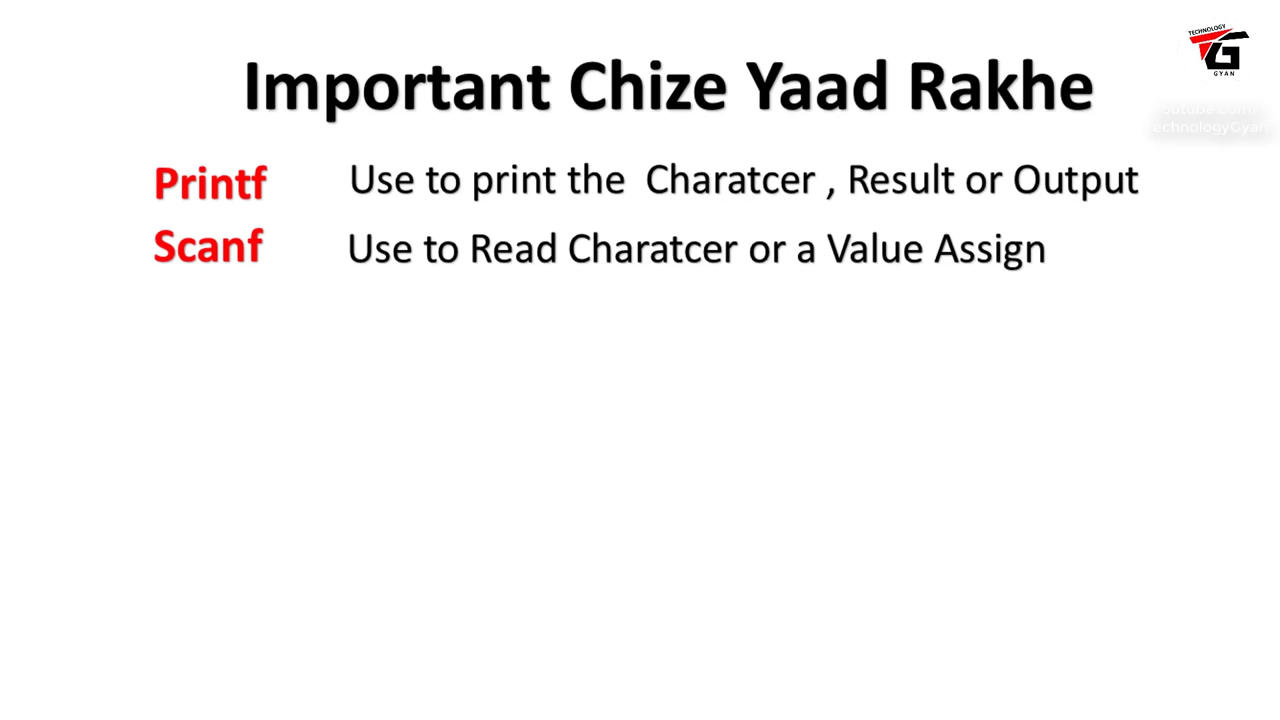 TECHNOLOGY
TG
GYAN
Important Chize Yaad Rakhe
Printf Use to print the Charatcer , Result or Output
Scanf Use to Read Charatcer or a Value Assign